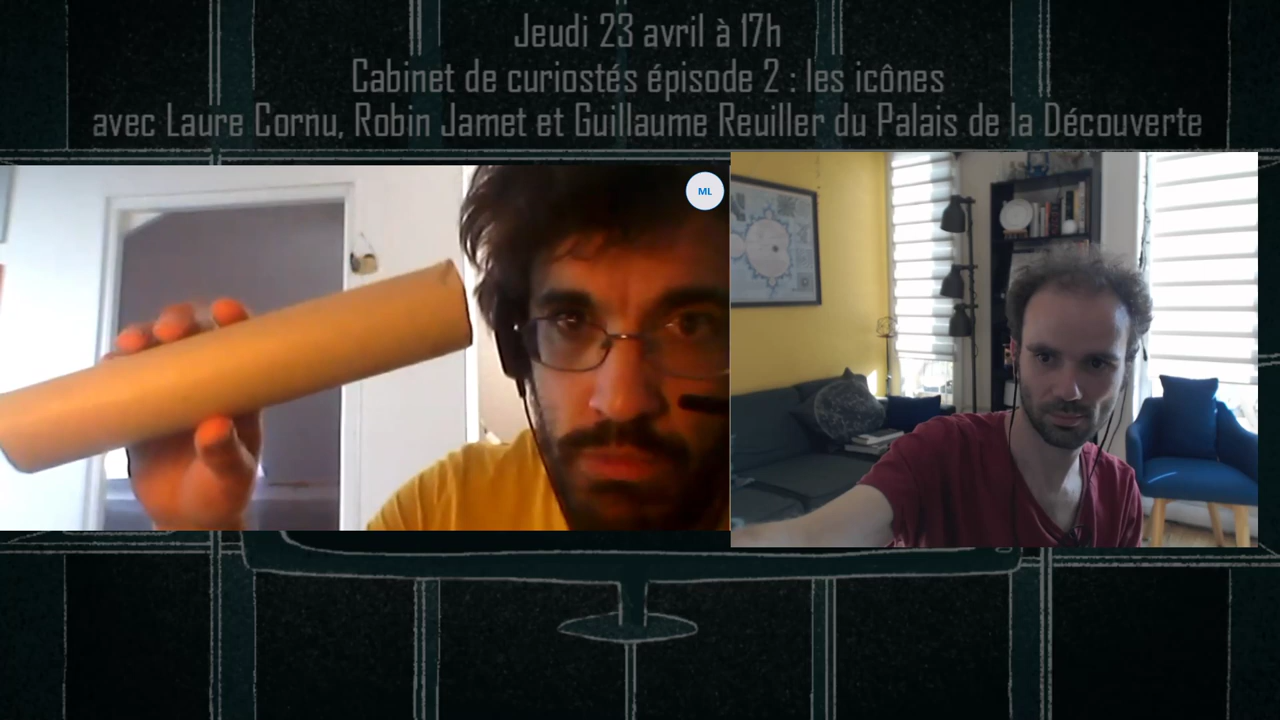 Jeudi 23 avril à 17h
Cabinet de curiostés épisode 2 : les icônes
avec Laure Cornu, Robin Jamet et Guillaume Reuiller du Palais de la Découverte
ML